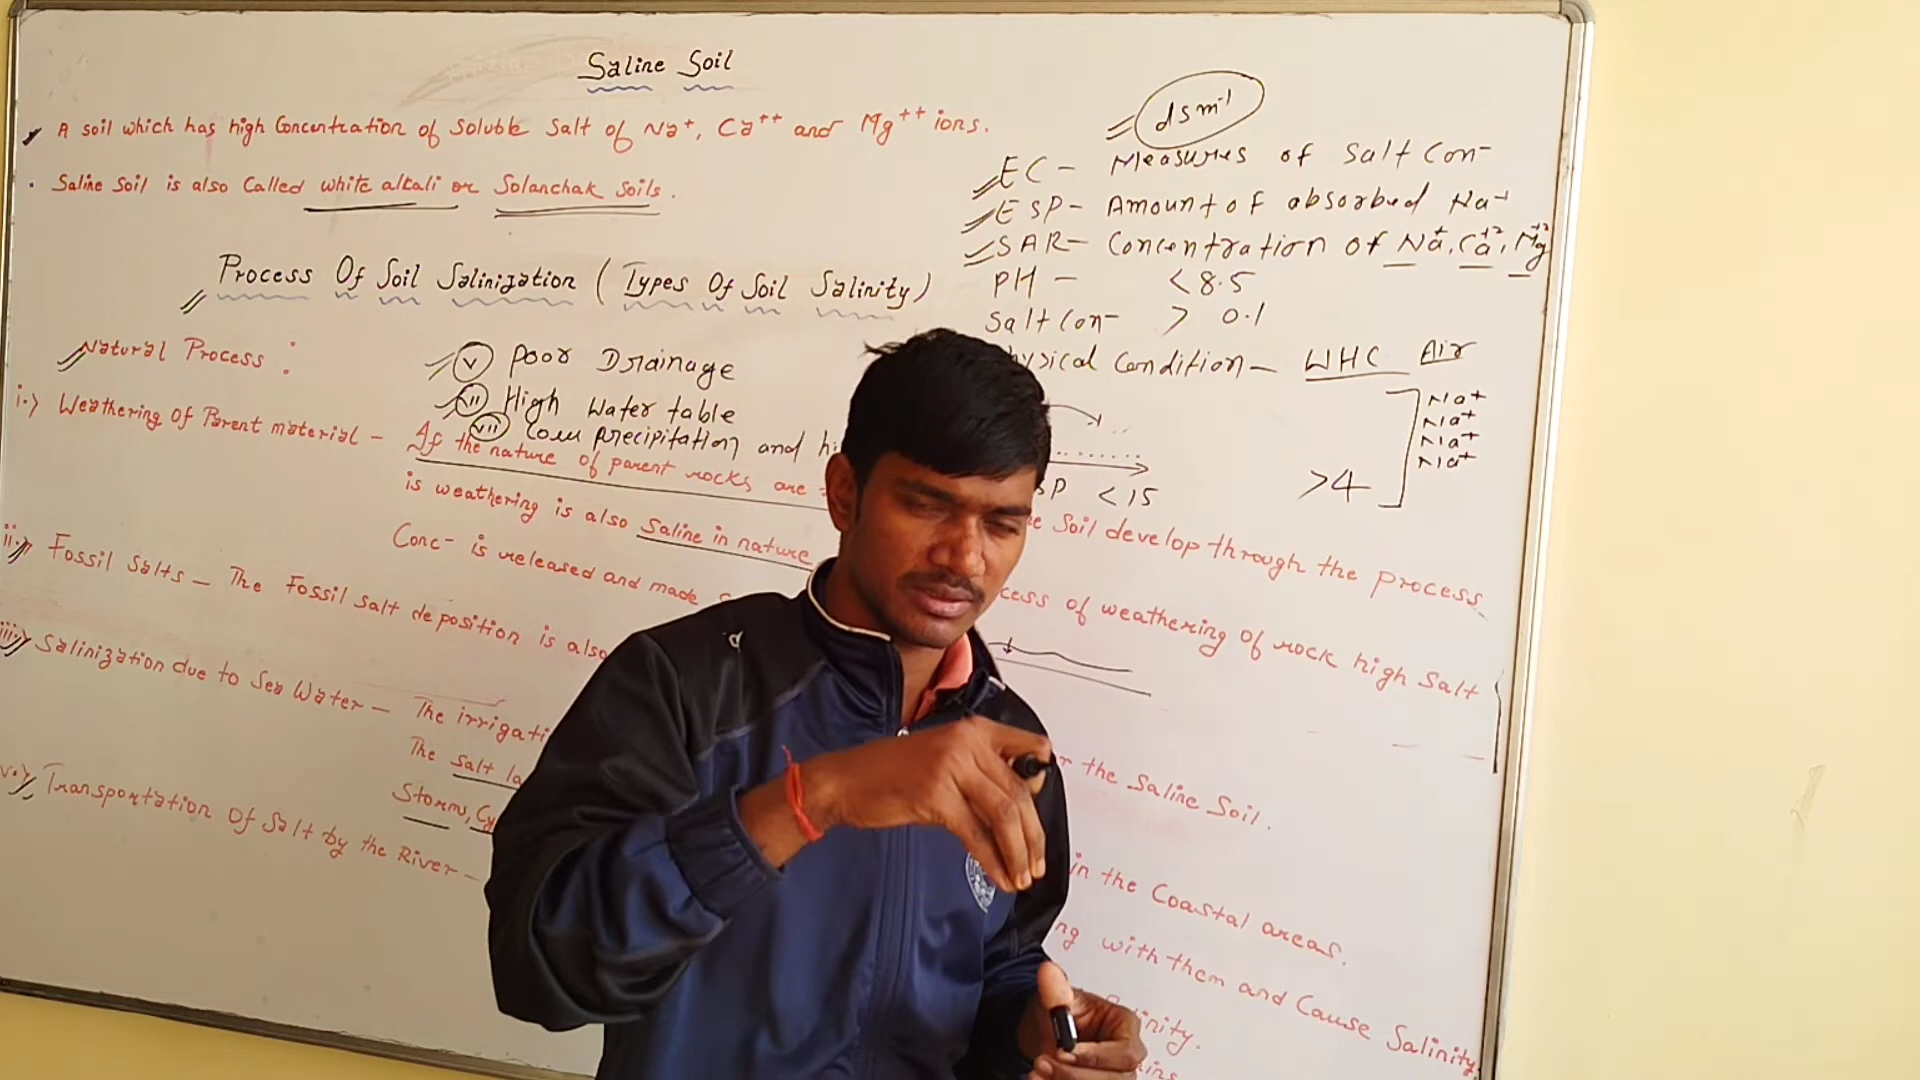 Saline Soil
A soil which has high Concentration of Soluble Salt of Na+, Ca++ and Mg++ ions.
Saline Soil is also Called white alkali or Solanchak Soils.
Process Of Soil Salinization (Types Of Soil Salinity)
dsm-1
EC - Measures of Salt Con-
ESP - Amount of absorbed Na+
SAR - Concentration of Na+, Ca+2, Mg+2
PH - < 8.5
Salt Con- > 0.1
Physical Condition - WHC Air
Na+
Na+
Na+
Na+
> 4
SP < 15
Natural Process :
(v) Poor Drainage
High Water table
(vii) Low precipitation and hi
i.) Weathering of Parent material - If the nature of parent rocks are
Soil develop through the process
is weathering is also Saline in nature
cess of weathering of rock high Salt
Conc- is released and made
ii.) Fossil Salts - The Fossil Salt deposition is also
r the Saline Soil.
iii.) Salinization due to Sea Water - The irrigati
in the Coastal areas.
The Salt la
ng with them and Cause Salinity
Storms, Cy
inity.
v.) Transportation Of Salt by the River -